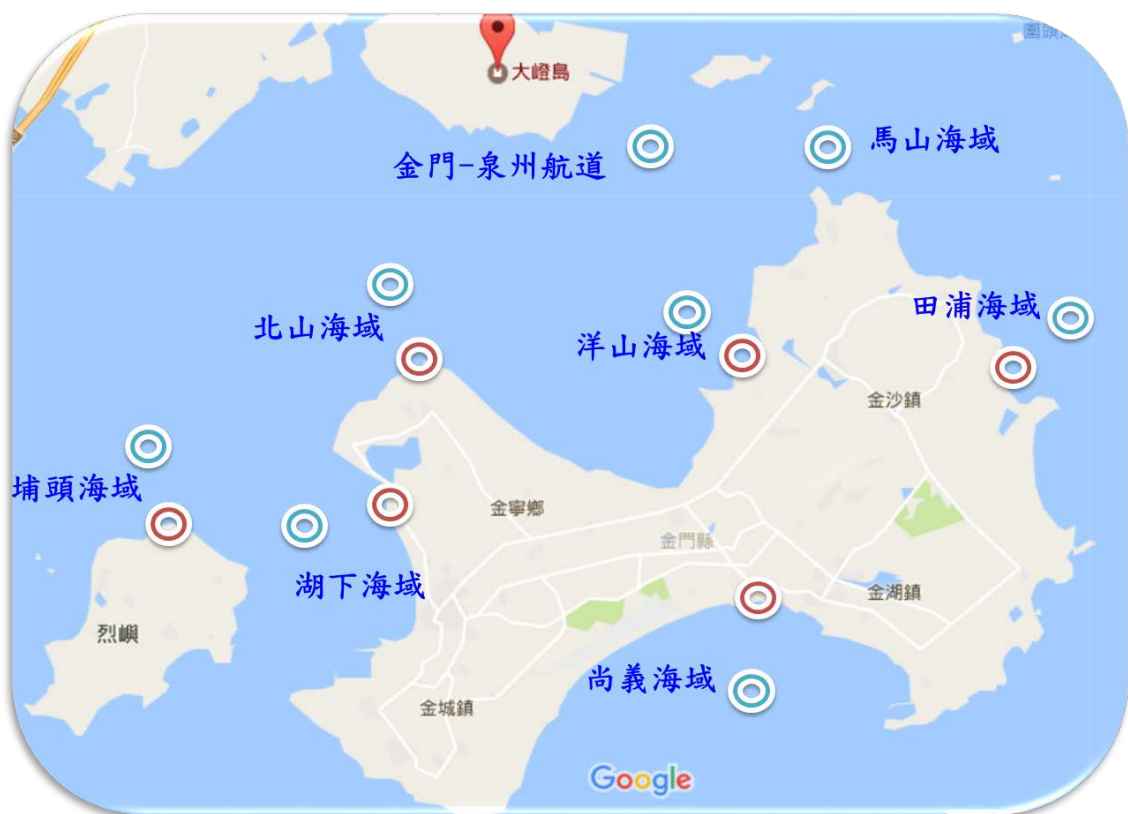 圍頭
大嶝島
馬山海域
金門-泉州航道
田浦海域
北山海域
洋山海域
金沙鎮
埔頭海域
金寧鄉
金門縣
湖下海域
金湖鎮
烈嶼
尚義海域
金城鎮
Google